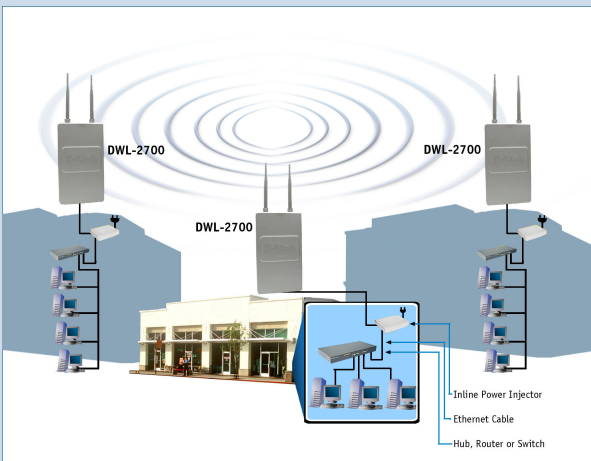 DWL-2700
DWL-2700
DWL-2700
Inline Power Injector
Ethernet Cable
Hub, Router or Switch